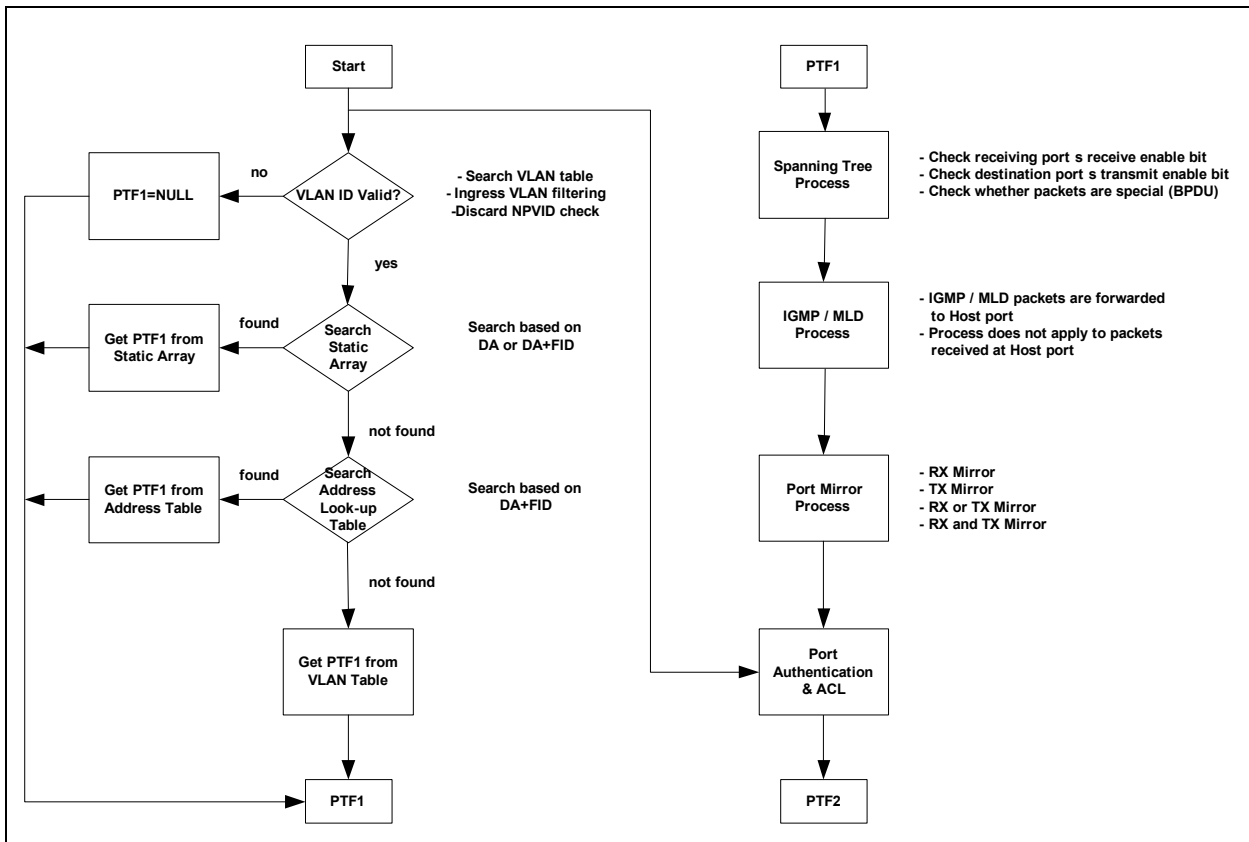 Start
VLAN ID Valid?
no
PTF1=NULL
- Search VLAN table
- Ingress VLAN filtering
-Discard NPVID check
yes
Search
Static
Array
found
Get PTF1 from
Static Array
Search based on
DA or DA+FID
not found
Search
Address
Look-up
Table
found
Get PTF1 from
Address Table
Search based on
DA+FID
not found
Get PTF1 from
VLAN Table
PTF1
PTF1
Spanning Tree
Process
- Check receiving port s receive enable bit
- Check destination port s transmit enable bit
- Check whether packets are special (BPDU)
IGMP / MLD
Process
- IGMP / MLD packets are forwarded
to Host port
- Process does not apply to packets
received at Host port
Port Mirror
Process
- RX Mirror
- TX Mirror
- RX or TX Mirror
- RX and TX Mirror
Port
Authentication
& ACL
PTF2